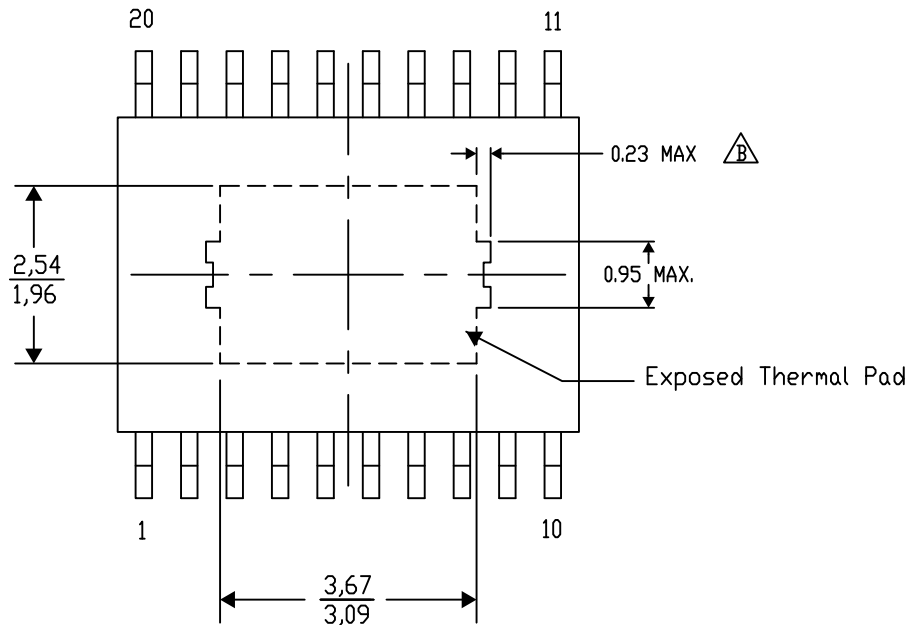 20
11
0.23 MAX
B
2,54
1,96
0.95 MAX.
Exposed Thermal Pad
1
10
3,67
3,09